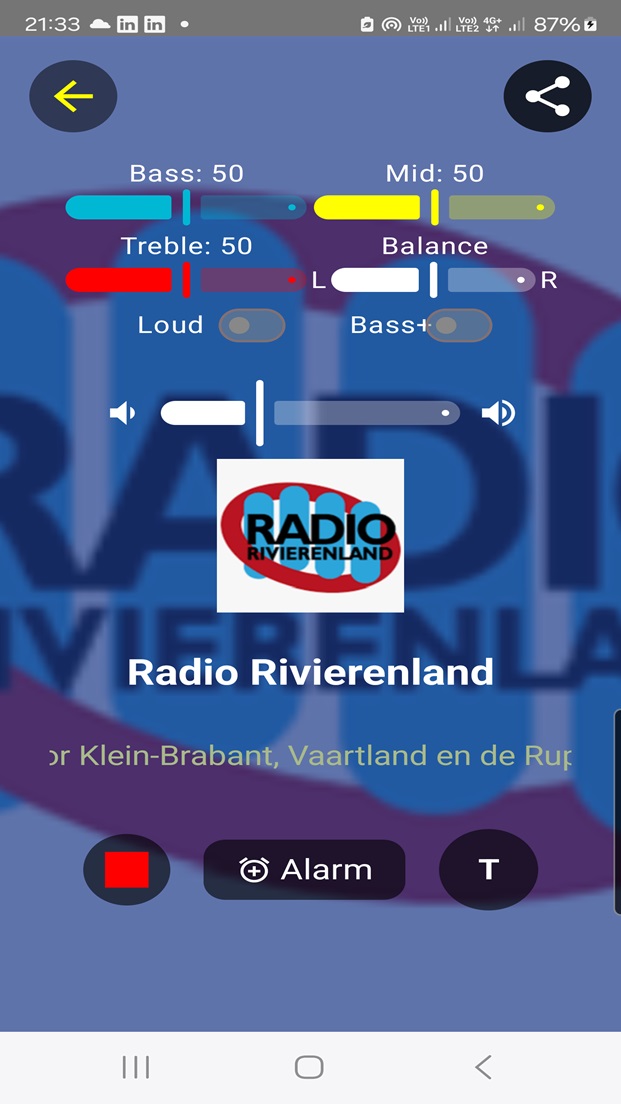 21:33 in in Vo)) LTE1 Vo)) LTE2 4G+ 87%
Bass: 50 Mid: 50
Treble: 50 Balance
L R
Loud Bass+
RADIO
RIVIERENLAND
Radio Rivierenland
or Klein-Brabant, Vaartland en de Rup
Alarm T